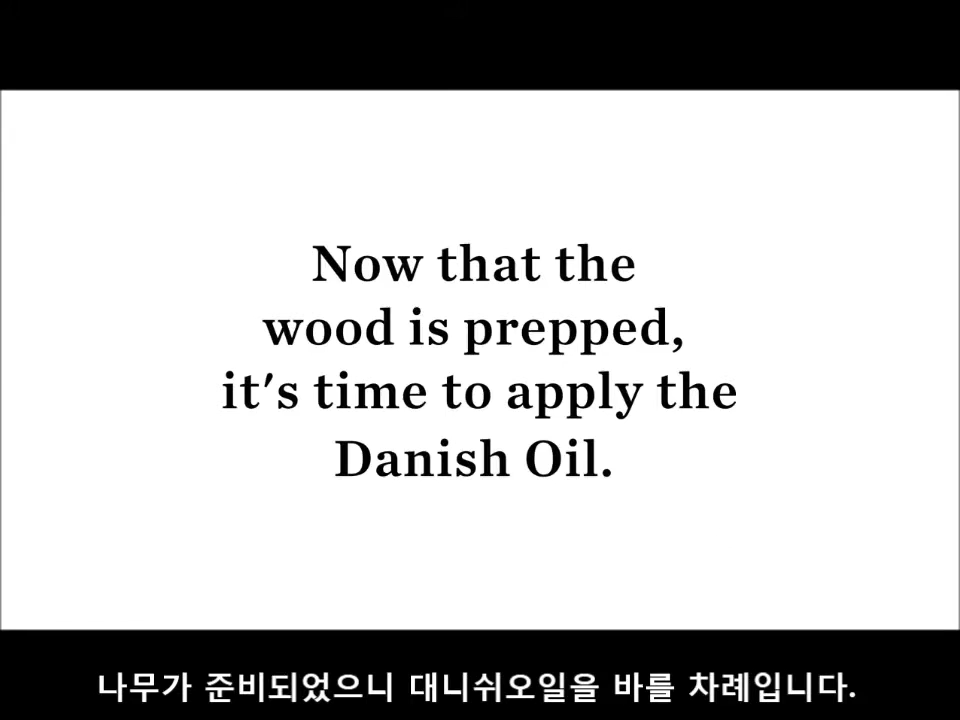 Now that the
wood is prepped,
it's time to apply the
Danish Oil.
나무가 준비되었으니 대니쉬오일을 바를 차례입니다.